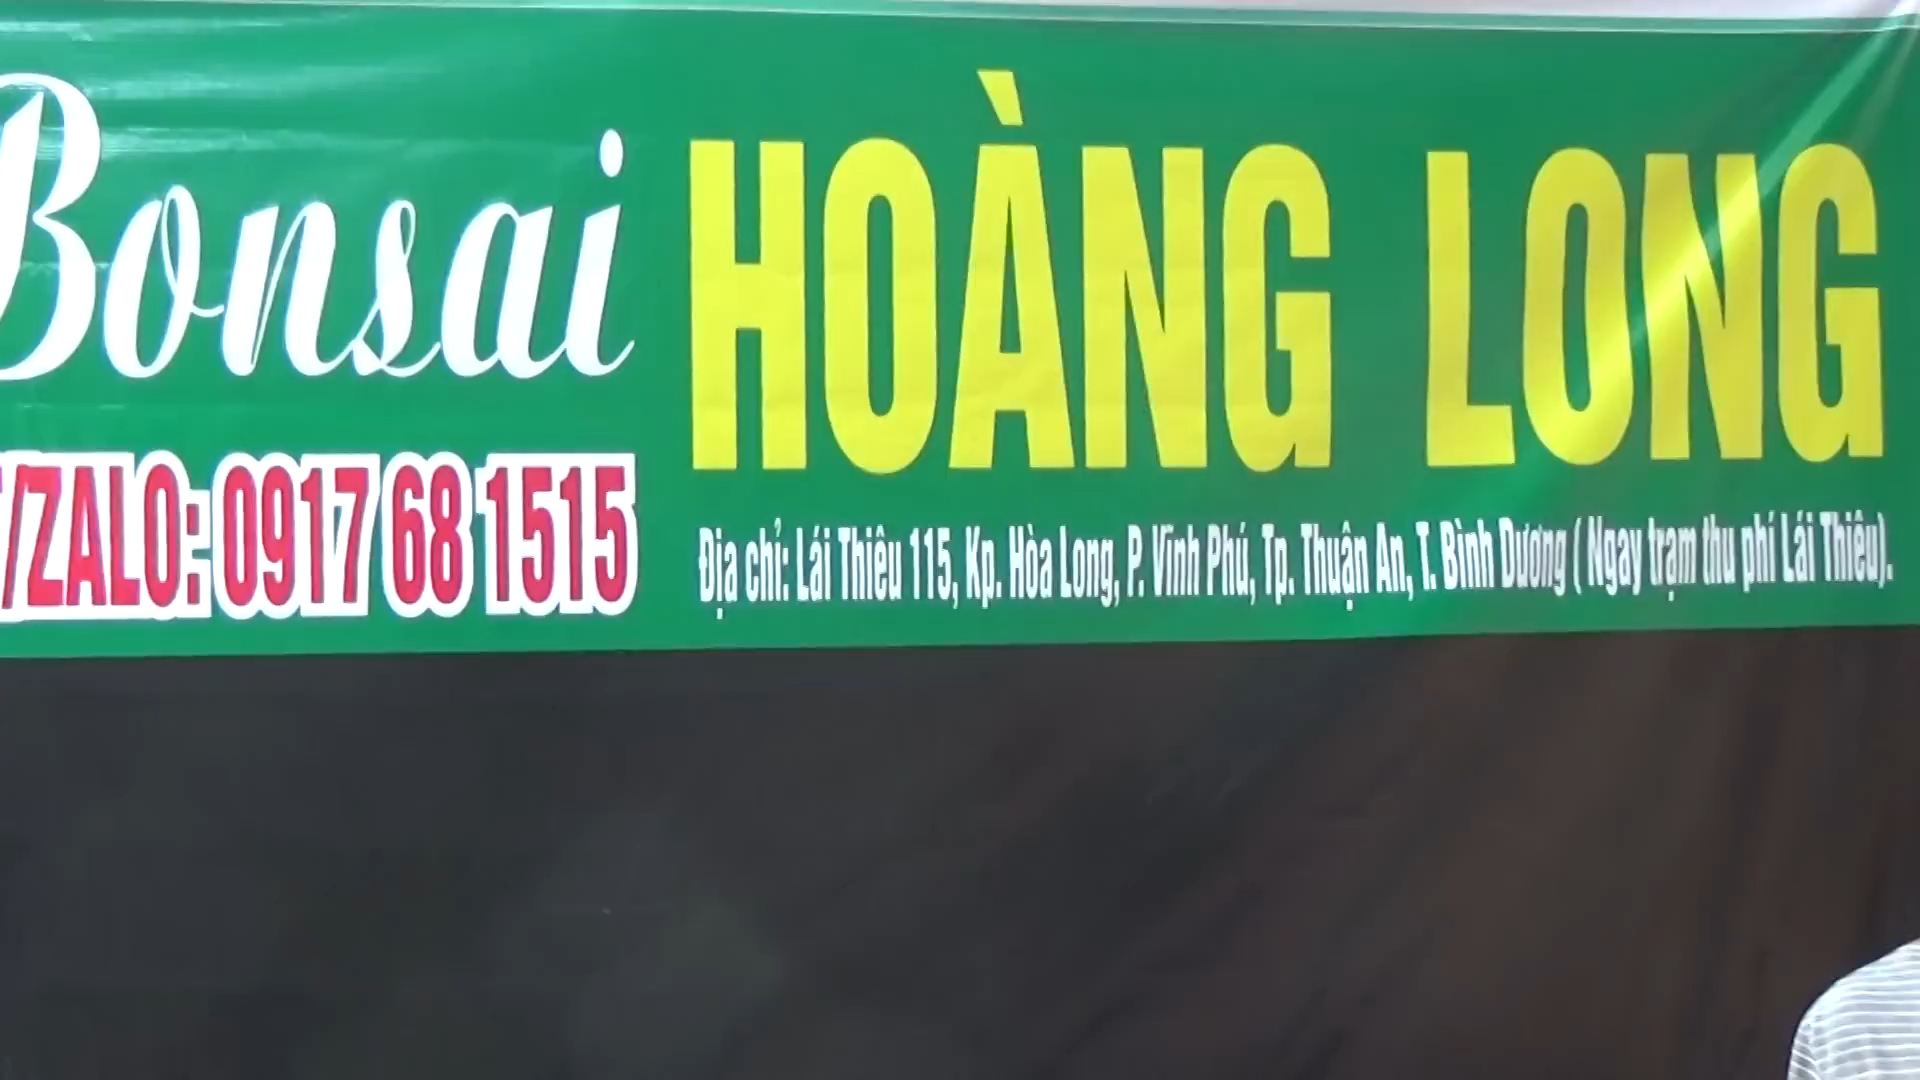 Bonsai HOÀNG LONG
/ZALO: 0917 68 1515
Địa chỉ: Lái Thiêu 115, Kp. Hòa Long, P. Vĩnh Phú, Tp. Thuận An, T. Bình Dương ( Ngay trạm thu phí Lái Thiêu).